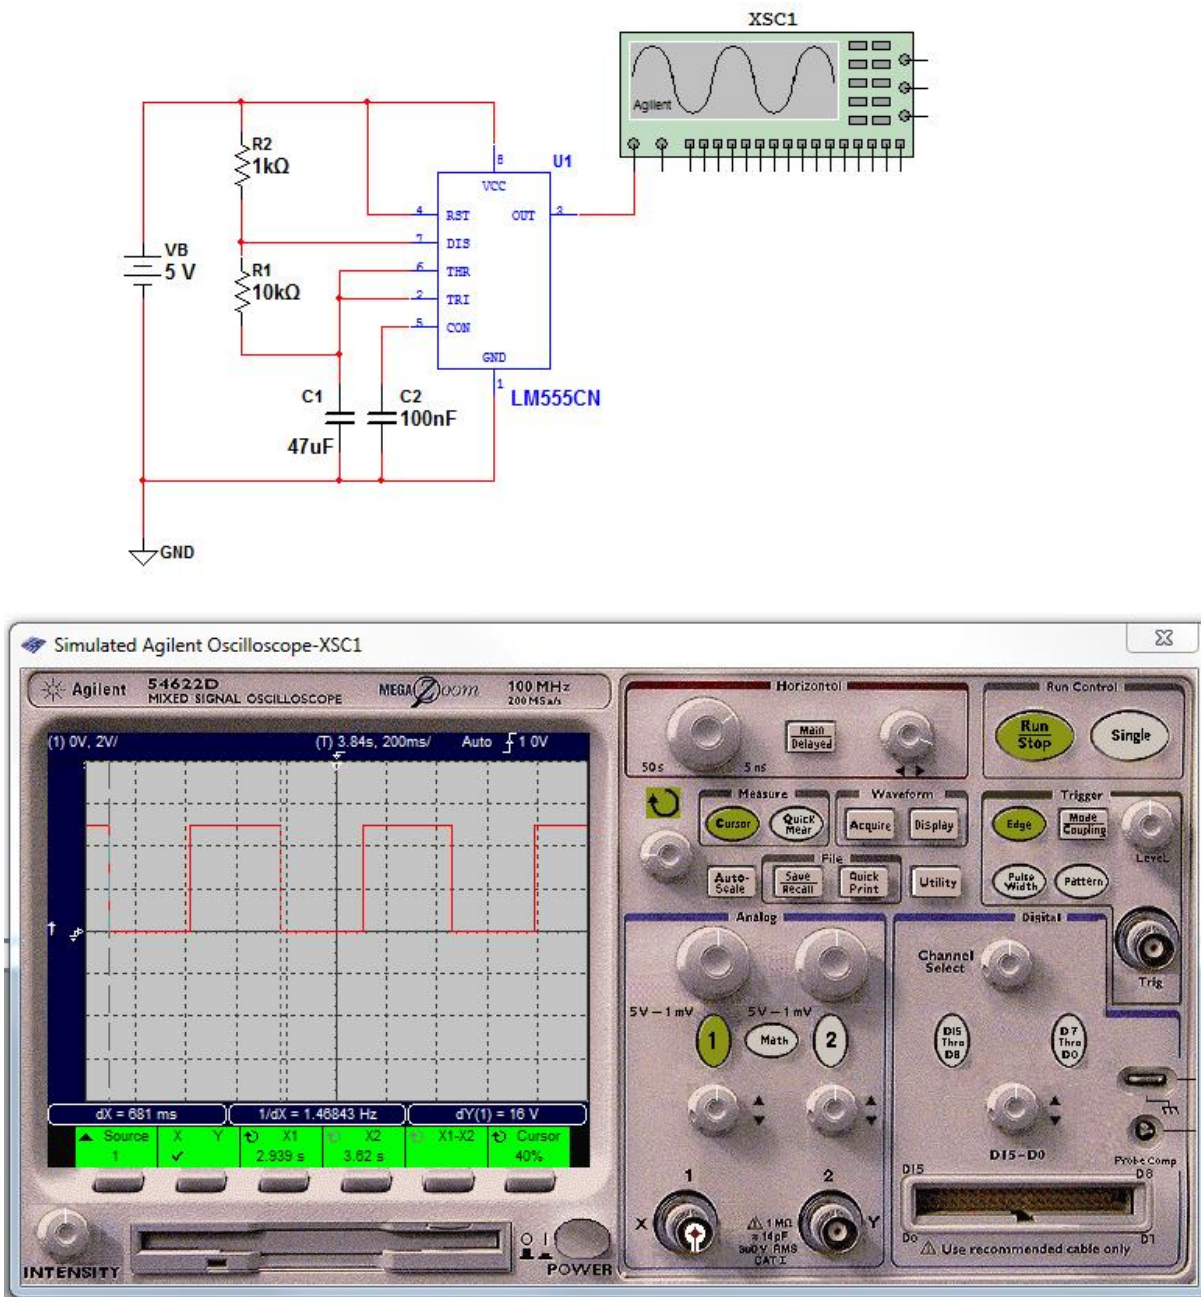 XSC1
Agilent
R2
1kΩ
8
U1
VCC
4
RST
OUT
3
7
DIS
VB
5 V
R1
10kΩ
6
THR
2
TRI
5
CON
GND
1
C1
C2
100nF
LM555CN
47uF
GND
Simulated Agilent Oscilloscope-XSC1
Agilent
54622D
MIXED SIGNAL OSCILLOSCOPE
MEGA Zoom
100 MHz
200 MSa/s
(1) 0V, 2V/
(T) 3.84s, 200ms/
Auto
1 0V
dX = 681 ms
1/dX = 1.46843 Hz
dY(1) = 16 V
Source
X
Y
X1
X2
X1-X2
Cursor
1
✓
2.939 s
3.62 s
40%
INTENSITY
POWER
Horizontol
50 s
5 ns
Main
Delayed
Run Control
Run
Stop
Single
Measure
Cursor
Quick
Mear
Waveform
Acquire
Display
Trigger
Edge
Mode
Coupling
Level
Auto-
Scale
File
Save
Recall
Quick
Print
Utility
Pulse
Width
Pattern
Analog
Digital
Trig
Channel
Select
5V – 1 mV
5V – 1 mV
1
Math
2
D15
Thro
D8
D7
Thro
D0
D15-D0
Probe Comp
1
2
X
Y
1 MΩ
≈ 14pF
300V RMS
CAT I
D15
D8
D0
D1
Use recommended cable only